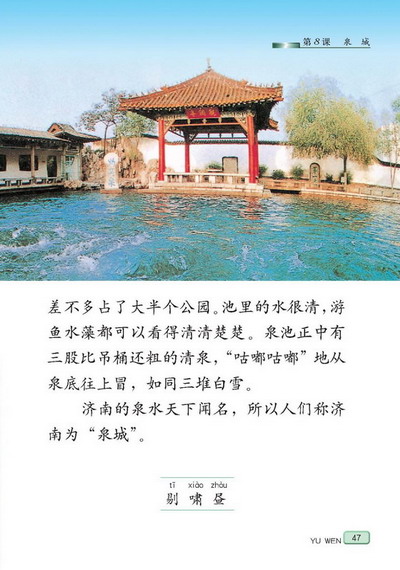 第8课 泉城
差不多占了大半个公园。池里的水很清，游
鱼水藻都可以看得清清楚楚。泉池正中有
三股比吊桶还粗的清泉，“咕嘟咕嘟”地从
泉底往上冒，如同三堆白雪。
济南的泉水天下闻名，所以人们称济
南为“泉城”。
tī xiào zhòu
剔 啸 昼
YU WEN 47